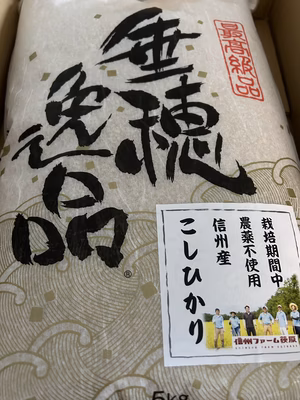 最高級品
垂穂
逸品
®
栽培期間中
農薬不使用
信州産
こしひかり
信州ファーム荻原
5kg